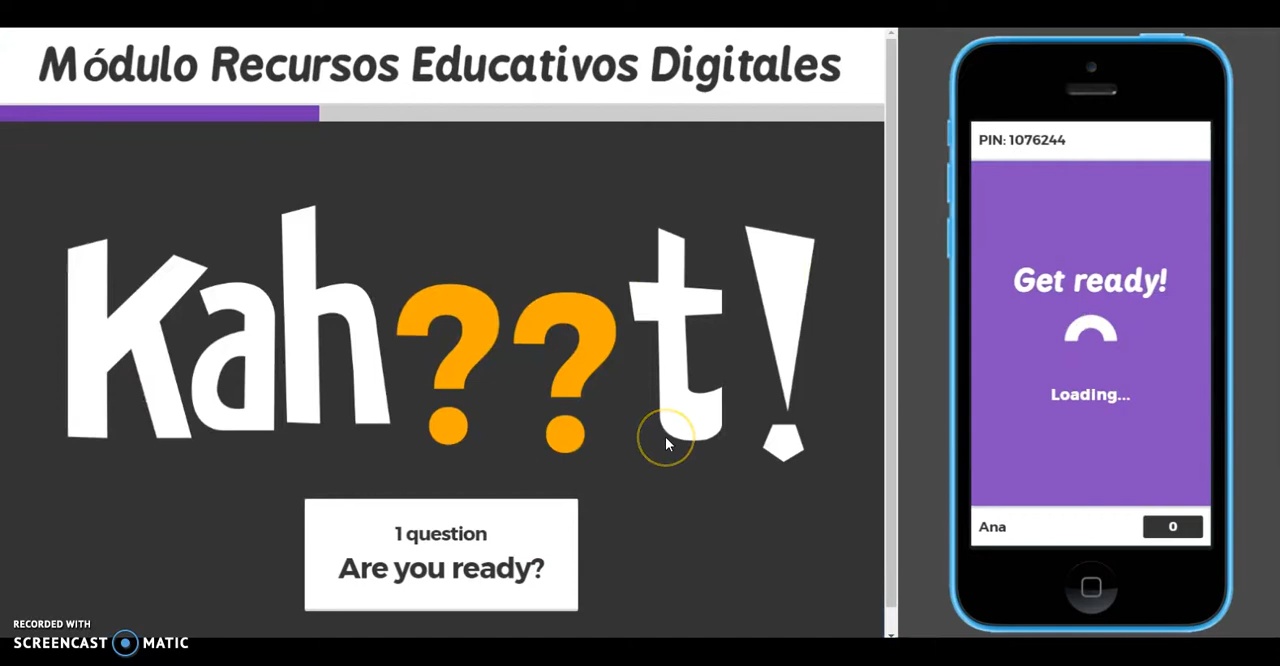 Módulo Recursos Educativos Digitales
Kah??t!
1 question
Are you ready?
PIN: 1076244
Get ready!
Loading...
Ana
0
RECORDED WITH
SCREENCAST MATIC